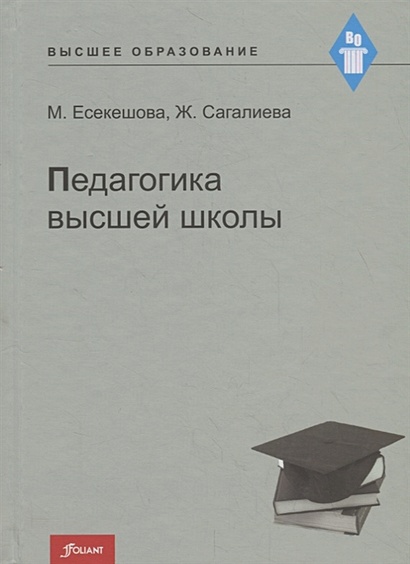 ВЫСШЕЕ ОБРАЗОВАНИЕ
ВО
М. Есекешова, Ж. Сагалиева
Педагогика
высшей школы
FOLIANT